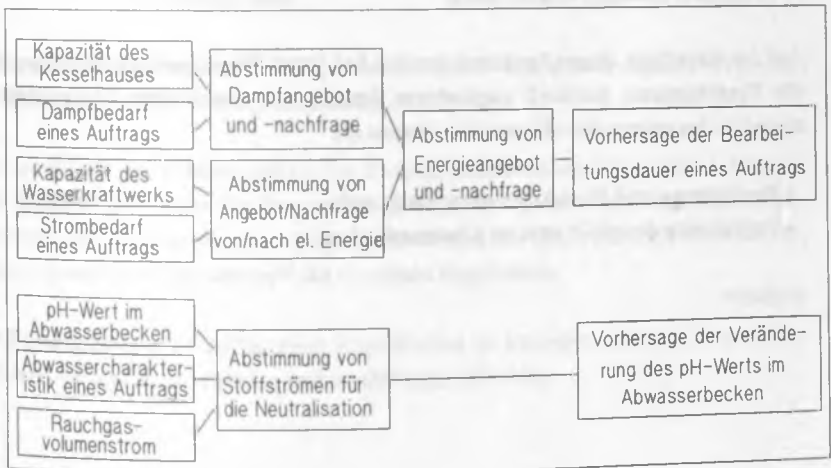 Kapazität des
Kesselhauses
Dampfbedarf
eines Auftrags
Abstimmung von
Dampfangebot
und -nachfrage
Kapazität des
Wasserkraftwerks
Strombedarf
eines Auftrags
Abstimmung von
Angebot/Nachfrage
von/nach el. Energie
Abstimmung von
Energieangebot
und -nachfrage
Vorhersage der Bearbei-
tungsdauer eines Auftrags
pH-Wert im
Abwasserbecken
Abwassercharakter-
istik eines Auftrags
Rauchgas-
volumenstrom
Abstimmung von
Stoffströmen für
die Neutralisation
Vorhersage der Verände-
rung des pH-Werts im
Abwasserbecken